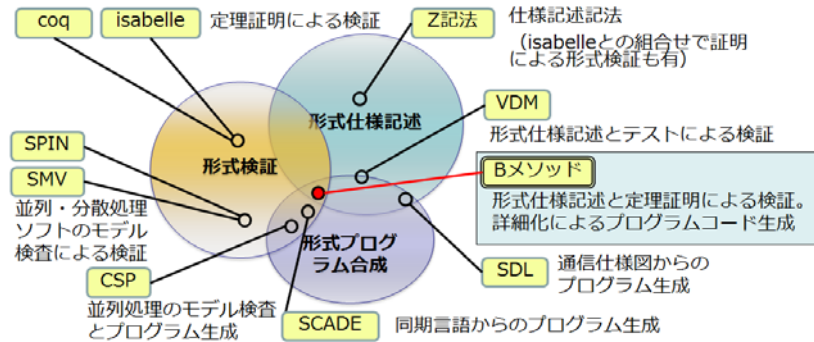 coq
isabelle
定理証明による検証
Z記法
仕様記述記法
（isabelleとの組合せで証明
による形式検証も有）
形式仕様記述
VDM
形式仕様記述とテストによる検証
SPIN
形式検証
SMV
Bメソッド
形式仕様記述と定理証明による検証。
詳細化によるプログラムコード生成
並列・分散処理
ソフトのモデル
検査による検証
形式プログ
ラム合成
CSP
SDL
通信仕様図からの
プログラム生成
並列処理のモデル検査
とプログラム生成
SCADE
同期言語からのプログラム生成